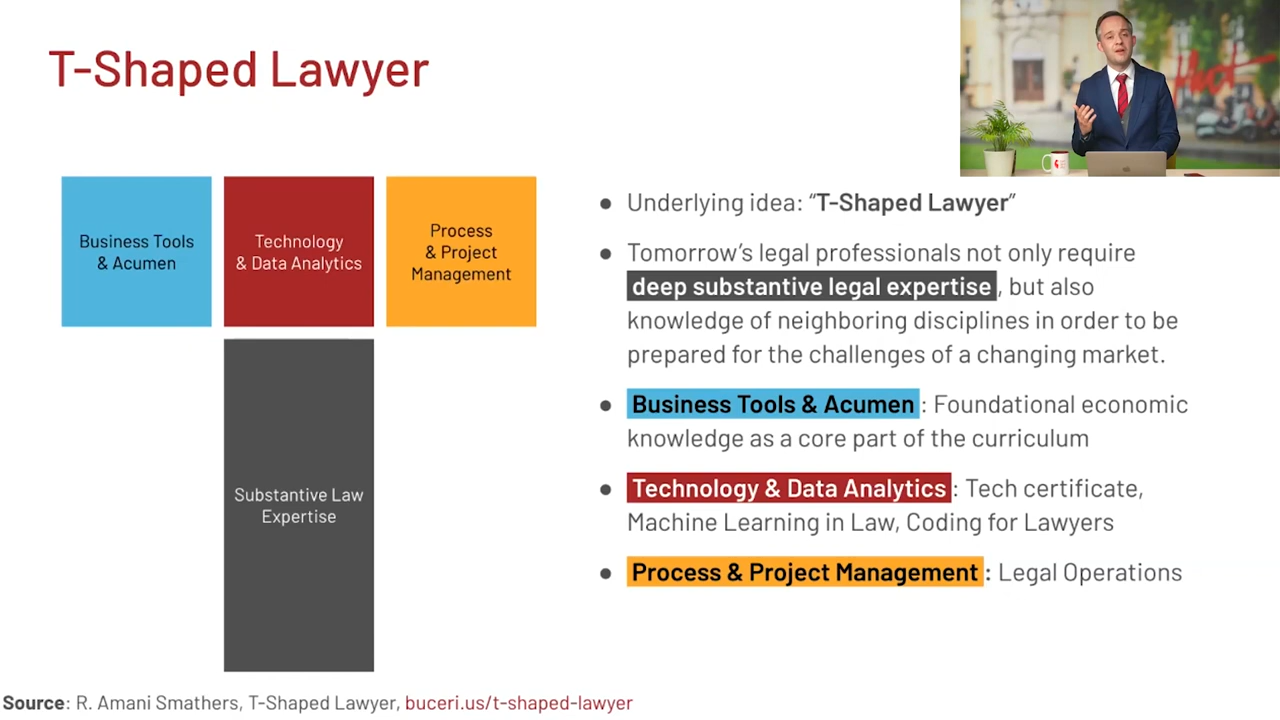 T-Shaped Lawyer
Business Tools
& Acumen
Technology
& Data Analytics
Process
& Project
Management
Substantive Law
Expertise
● Underlying idea: “T-Shaped Lawyer”
● Tomorrow’s legal professionals not only require
deep substantive legal expertise, but also
knowledge of neighboring disciplines in order to be
prepared for the challenges of a changing market.
● Business Tools & Acumen: Foundational economic
knowledge as a core part of the curriculum
● Technology & Data Analytics: Tech certificate,
Machine Learning in Law, Coding for Lawyers
● Process & Project Management: Legal Operations
Source: R. Amani Smathers, T-Shaped Lawyer, buceri.us/t-shaped-lawyer